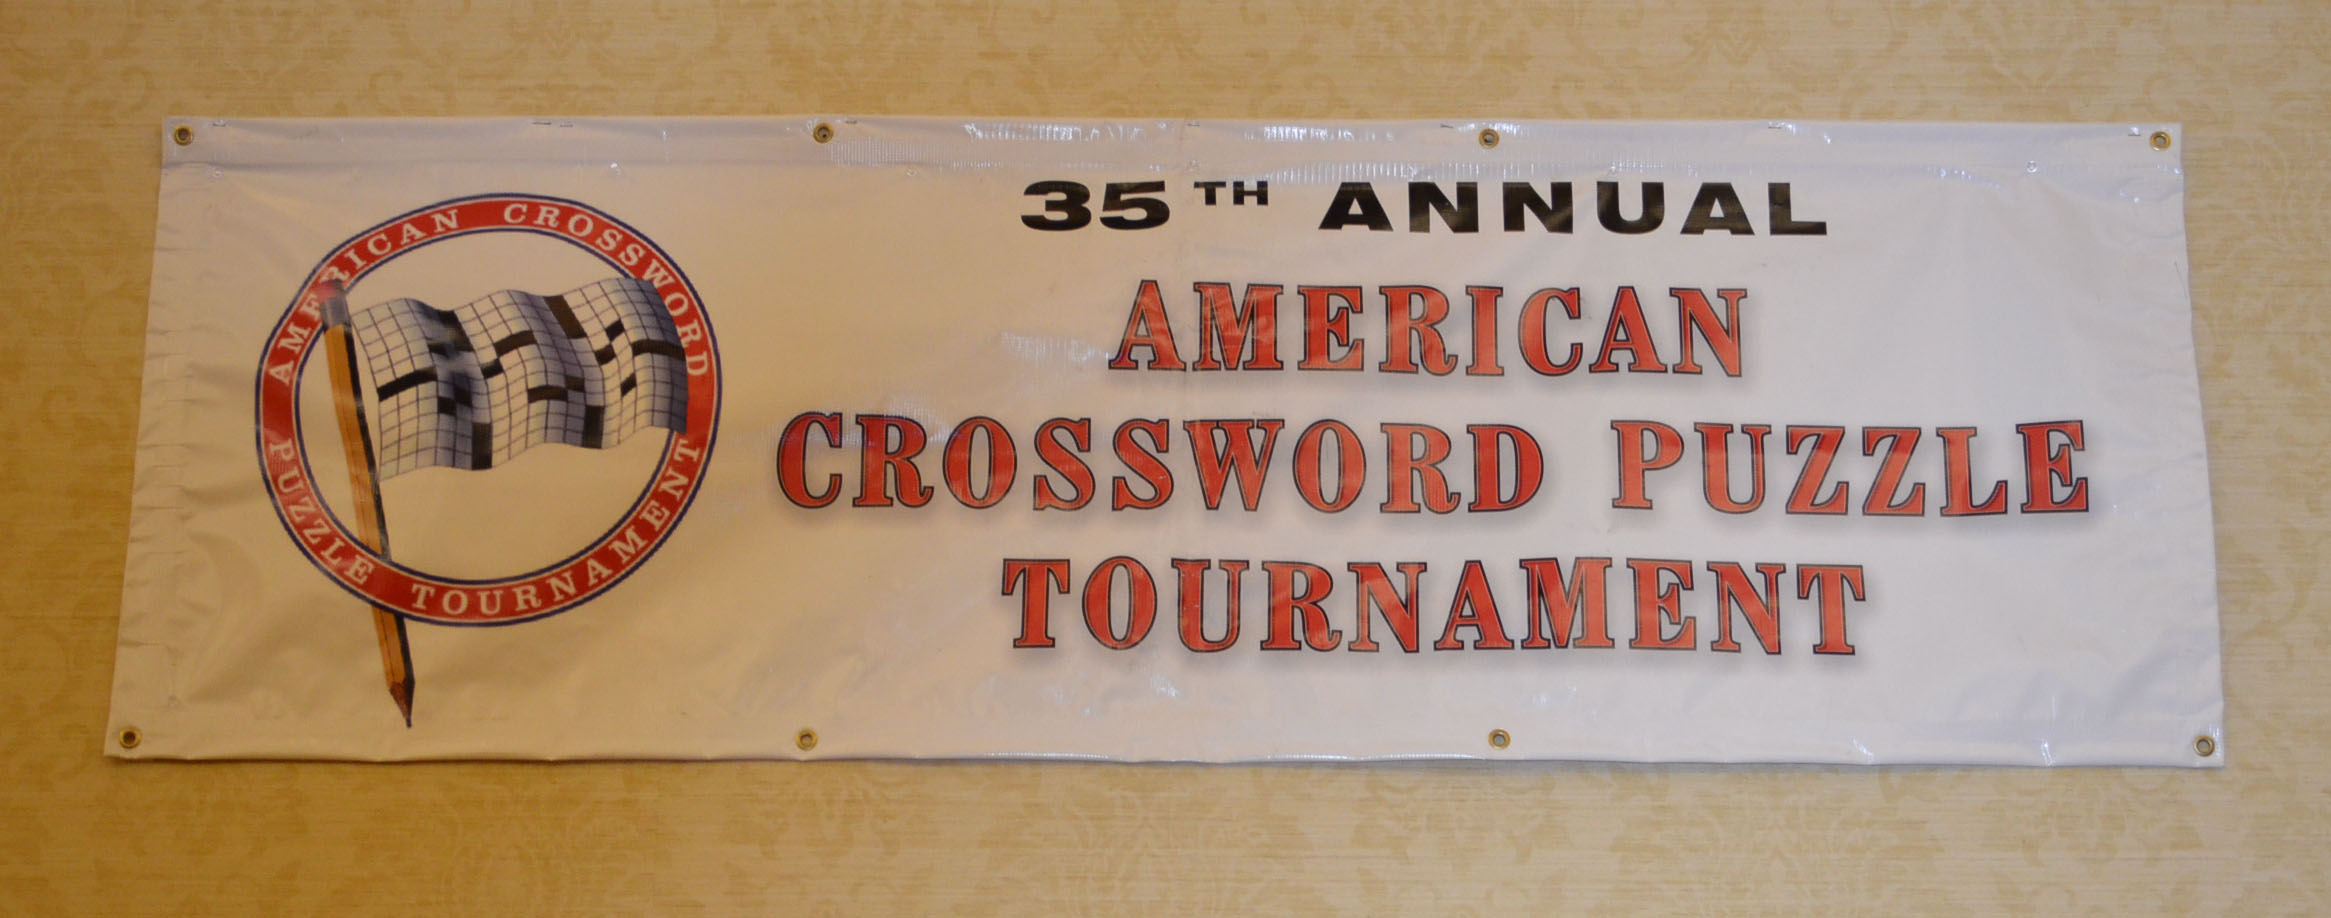 AMERICAN CROSSWORD
PUZZLE TOURNAMENT
35TH ANNUAL
AMERICAN
CROSSWORD PUZZLE
TOURNAMENT